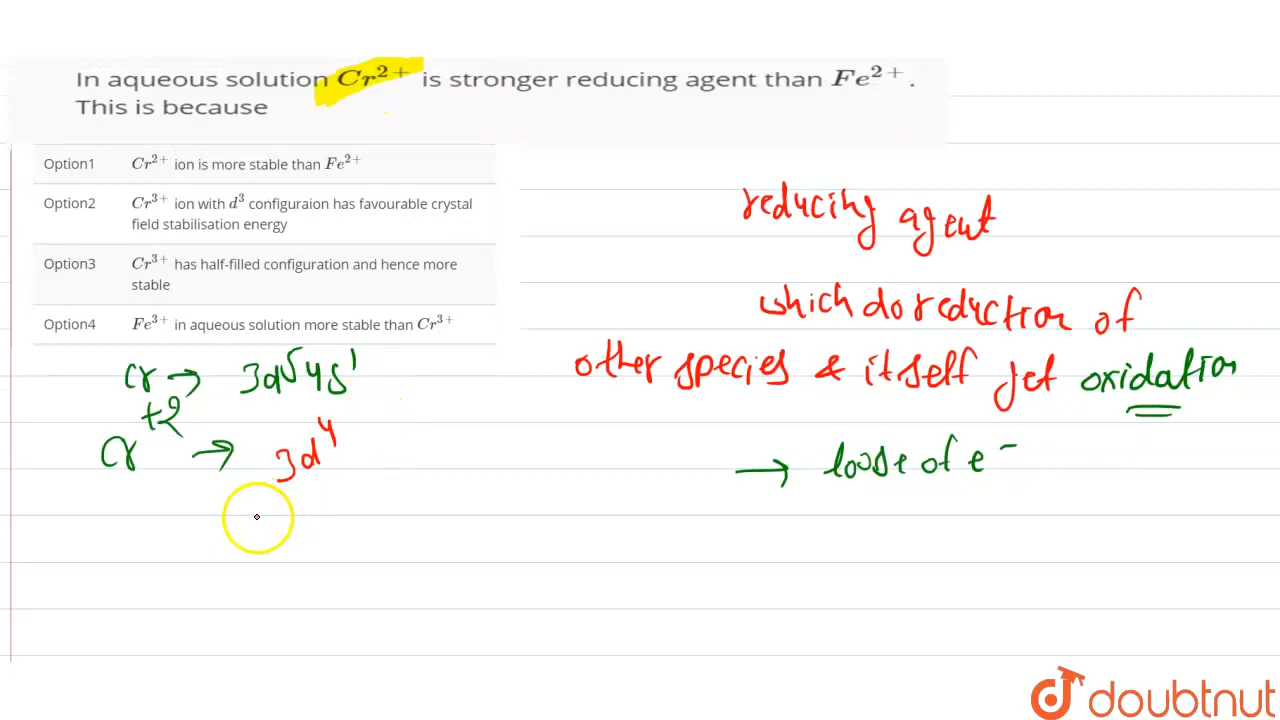 In aqueous solution Cr²⁺ is stronger reducing agent than Fe²⁺.
This is because
Option1 Cr²⁺ ion is more stable than Fe²⁺
Option2 Cr³⁺ ion with d³ configuraion has favourable crystal
field stabilisation energy
Option3 Cr³⁺ has half-filled configuration and hence more
stable
Option4 Fe³⁺ in aqueous solution more stable than Cr³⁺
reducing agent
which do reduction of
other species & itself get oxidation
→ loose of e⁻
Cr → 3d⁵4s¹
Cr⁺² → 3d⁴
doubtnut